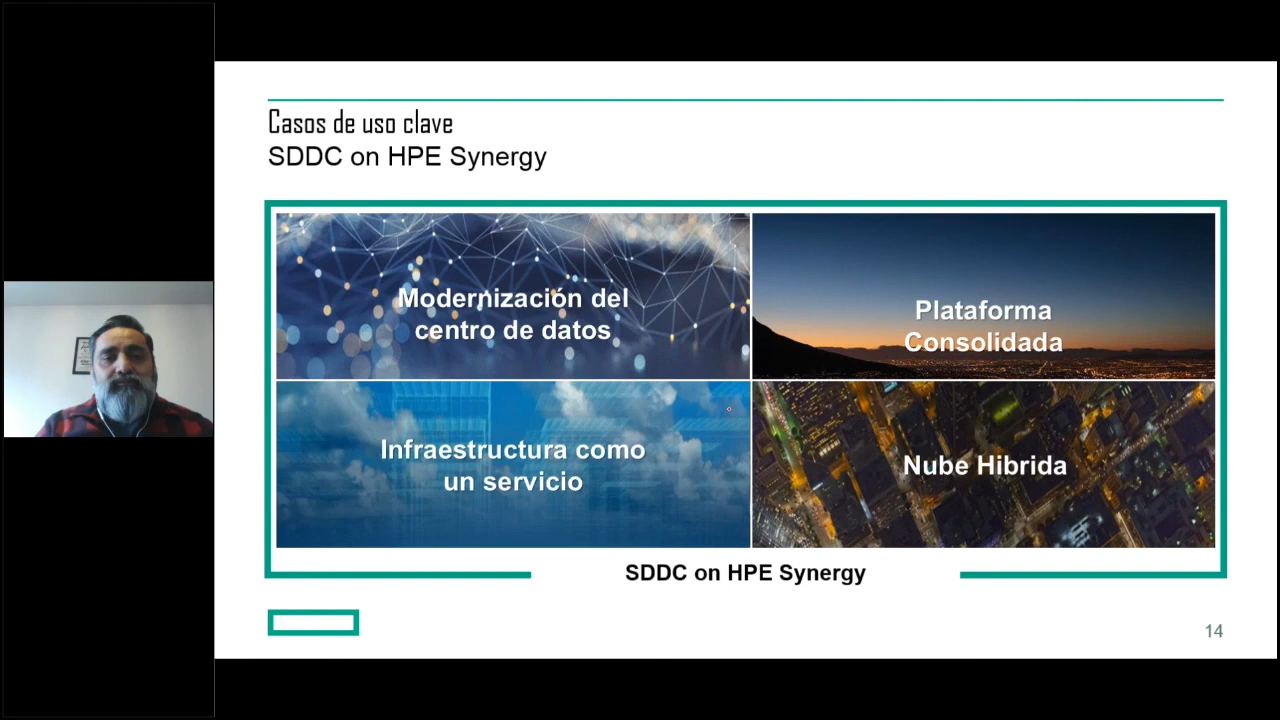 Casos de uso clave
SDDC on HPE Synergy
Modernización del
centro de datos
Plataforma
Consolidada
Infraestructura como
un servicio
Nube Hibrida
SDDC on HPE Synergy
14